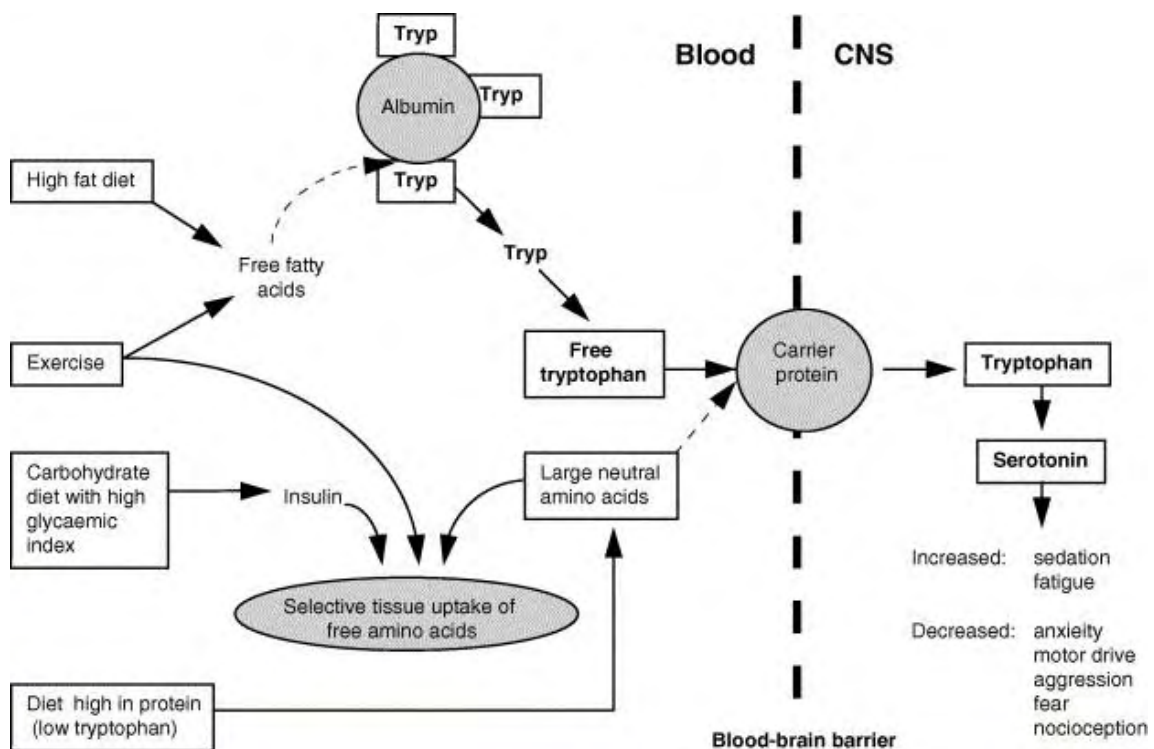 Tryp
Blood
CNS
Albumin
Tryp
High fat diet
Tryp
Free fatty
acids
Tryp
Exercise
Free
tryptophan
Carrier
protein
Tryptophan
Carbohydrate
diet with high
glycaemic
index
Insulin
Large neutral
amino acids
Serotonin
Increased: sedation
fatigue
Selective tissue uptake of
free amino acids
Decreased: anxieity
motor drive
aggression
fear
nocioception
Diet high in protein
(low tryptophan)
Blood-brain barrier